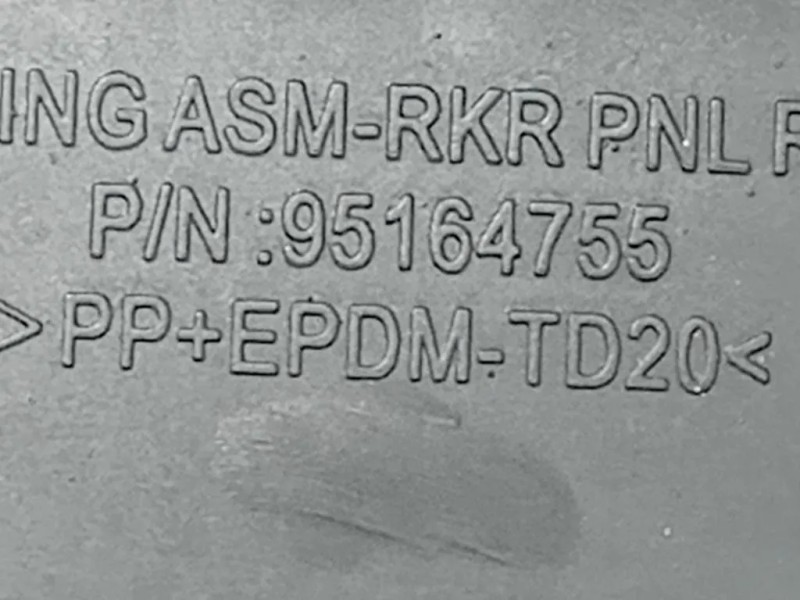 ING ASM-RKR PNL R
P/N :95164755
>PP+EPDM-TD20<